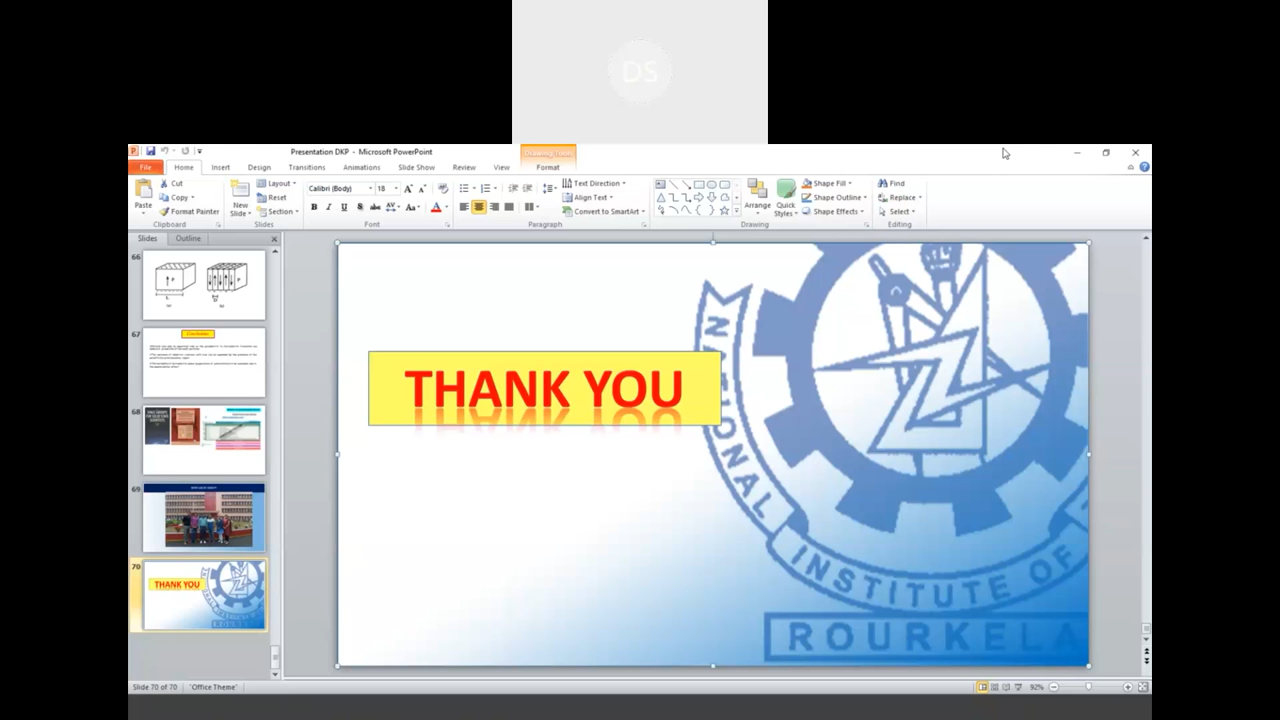 DS
Presentation DKP - Microsoft PowerPoint
Drawing Tools
File Home Insert Design Transitions Animations Slide Show Review View Format
Paste
Cut
Copy
Format Painter
Clipboard
New Slide
Layout
Reset
Section
Slides
Calibri (Body) 18
B I U S abc AV Aa A
Font
Paragraph
Text Direction
Align Text
Convert to SmartArt
Arrange
Quick Styles
Shape Fill
Shape Outline
Shape Effects
Drawing
Find
Replace
Select
Editing
Slides Outline
66
67
68
69
70
THANK YOU
THANK YOU
NATIONAL INSTITUTE OF
ROURKELA
Slide 70 of 70
"Office Theme"
92%